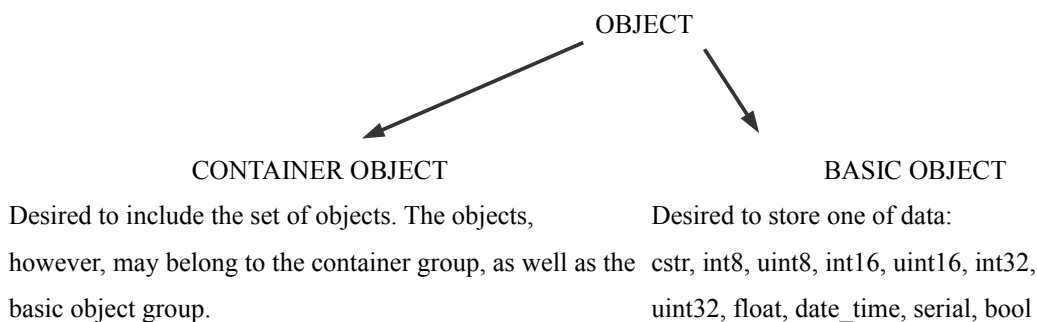 OBJECT
CONTAINER OBJECT
Desired to include the set of objects. The objects,
however, may belong to the container group, as well as the
basic object group.
BASIC OBJECT
Desired to store one of data:
cstr, int8, uint8, int16, uint16, int32,
uint32, float, date_time, serial, bool